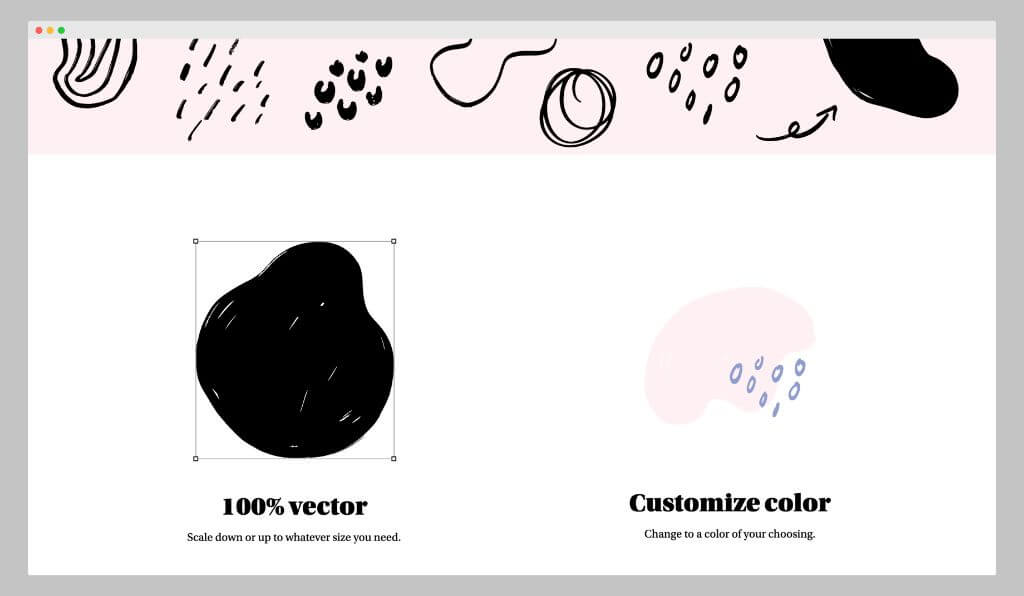 100% vector
Scale down or up to whatever size you need.
Customize color
Change to a color of your choosing.